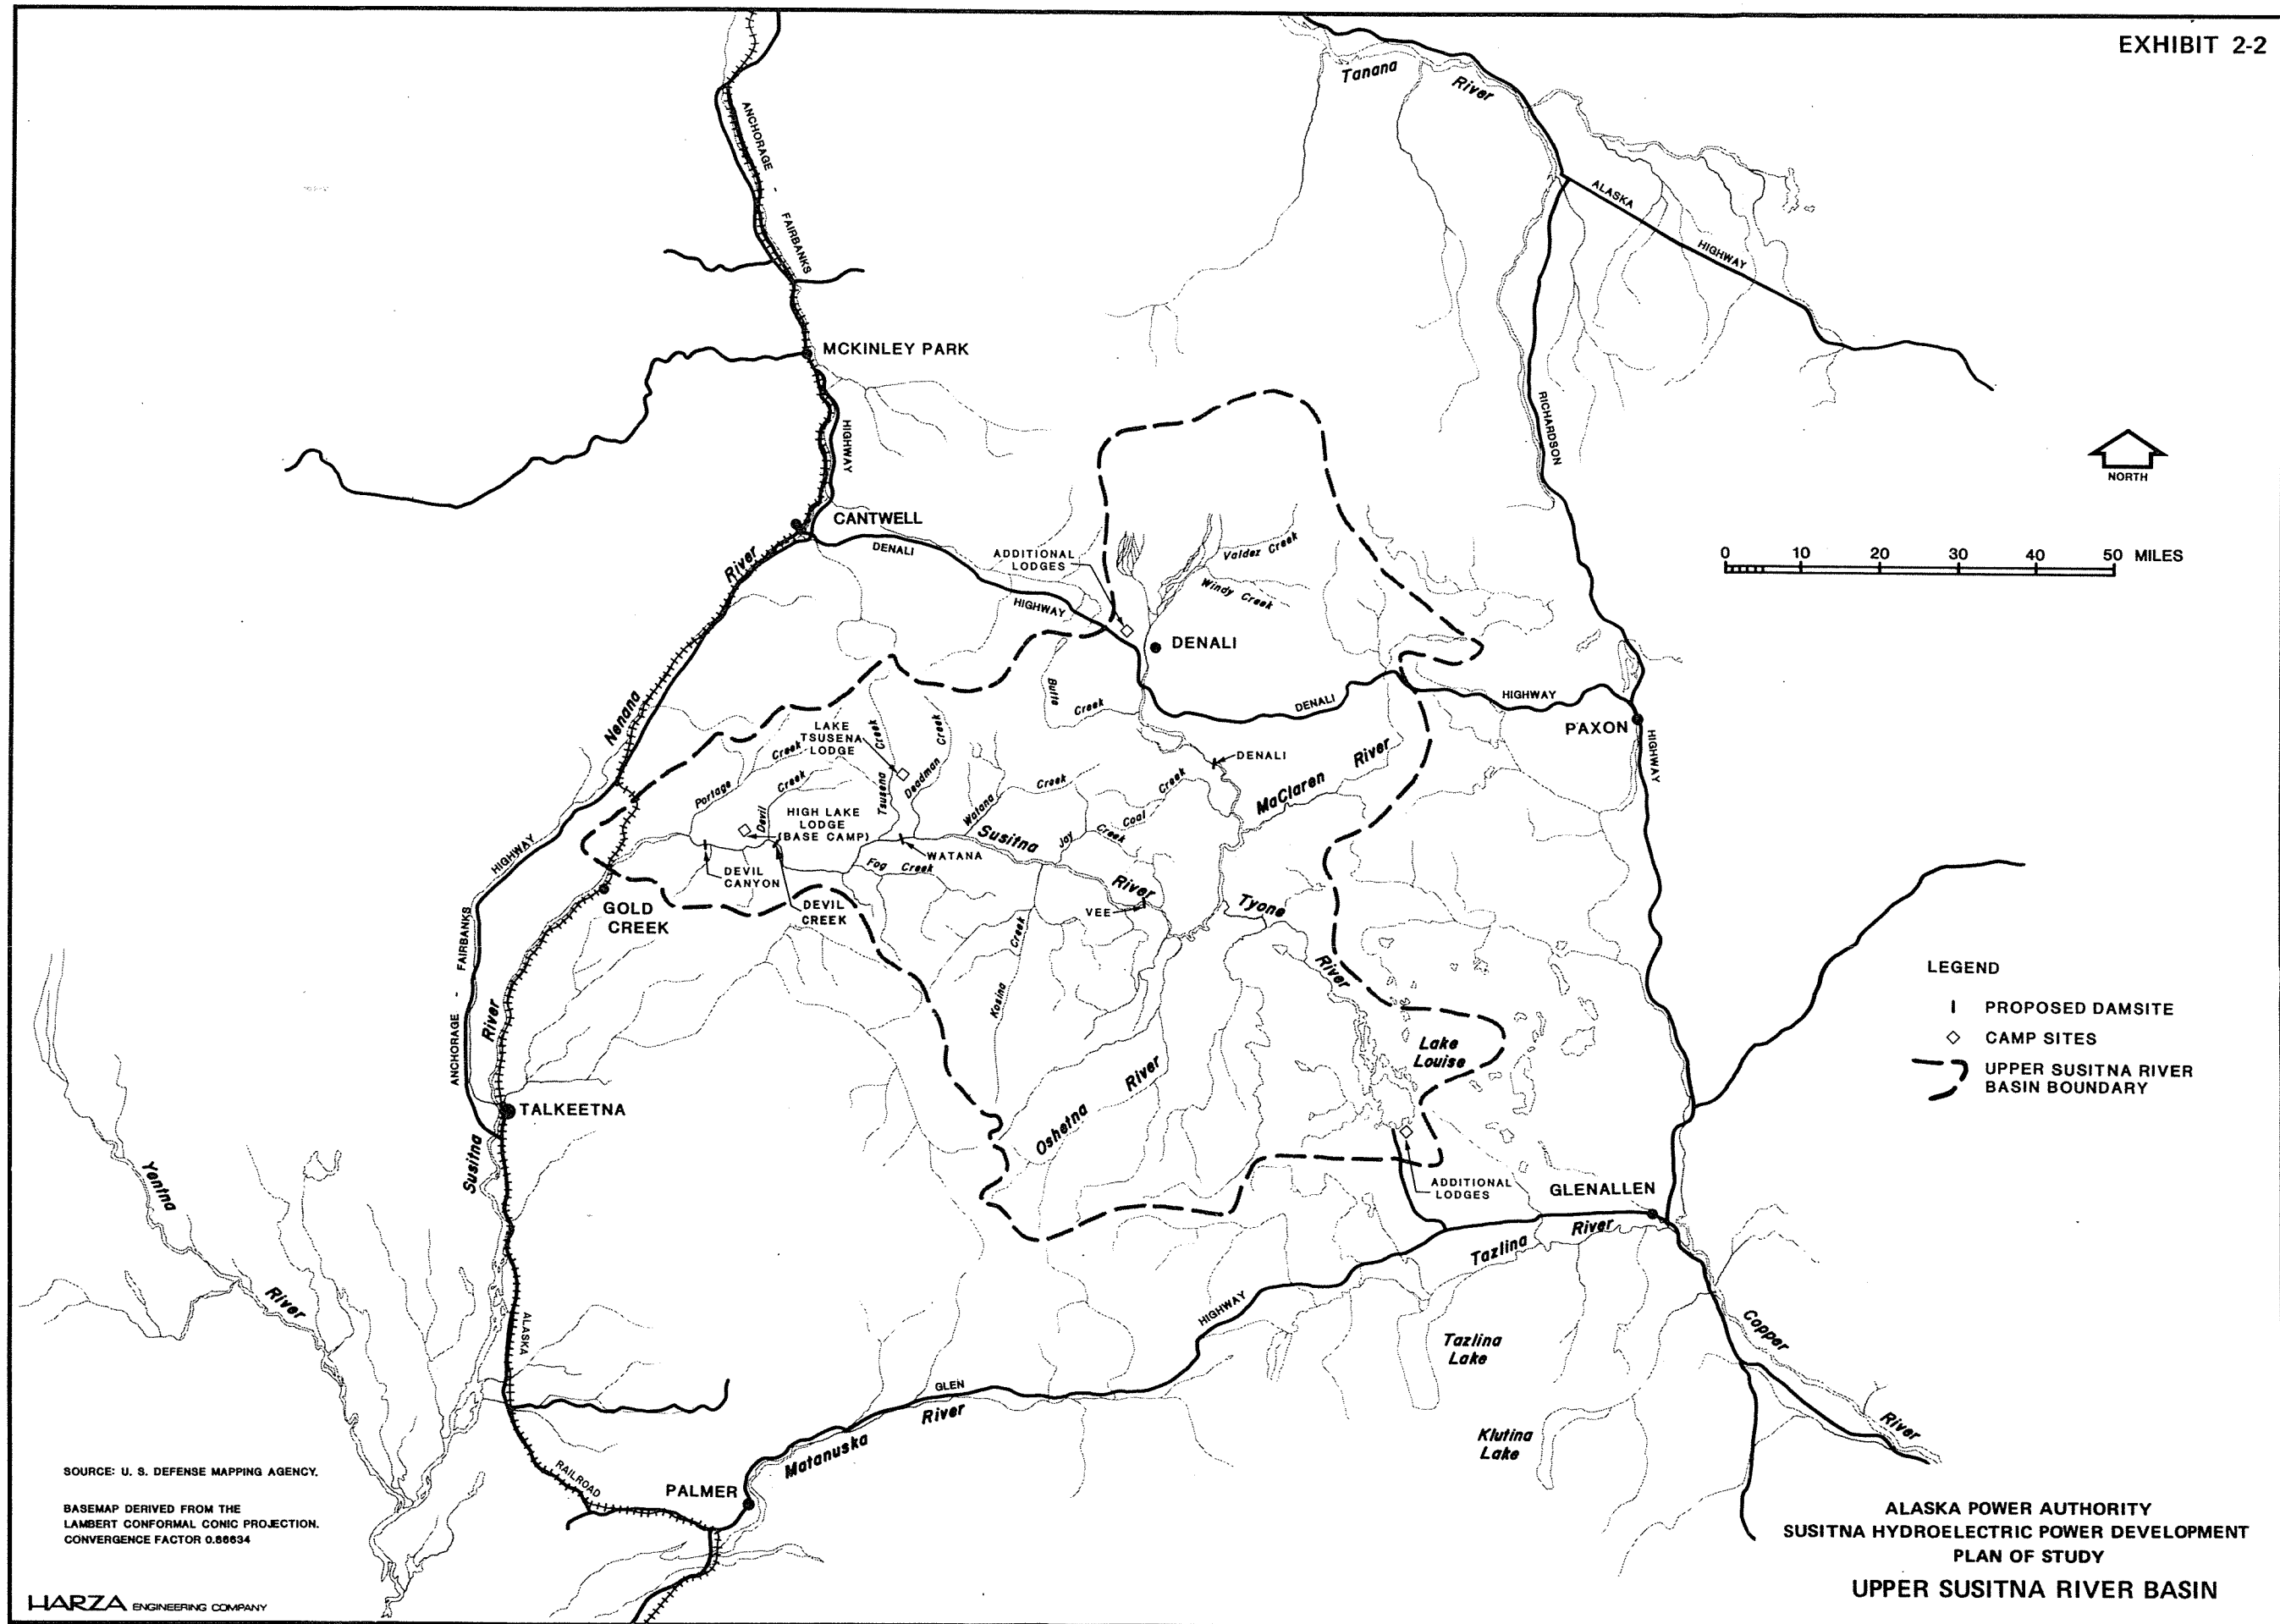 EXHIBIT 2-2
Tanana
River
ANCHORAGE -
FAIRBANKS
HIGHWAY
ALASKA
HIGHWAY
RICHARDSON
HIGHWAY
MCKINLEY PARK
NORTH
0 10 20 30 40 50 MILES
CANTWELL
DENALI
HIGHWAY
ADDITIONAL
LODGES
Valdez Creek
Windy Creek
DENALI
River
Nenana
Butte
Creek
DENALI
HIGHWAY
PAXON
LAKE
TSUSENA
LODGE
Creek
Tsusena
Creek
Deadman
Portage
Creek
Devil
Creek
HIGH LAKE
LODGE
(BASE CAMP)
DENALI
MaClaren
River
Watana
Creek
Coal
Creek
Jay
Creek
Susitna
River
WATANA
Fog
Creek
DEVIL
CANYON
DEVIL
CREEK
VEE
Tyone
River
HIGHWAY
GOLD
CREEK
ANCHORAGE - FAIRBANKS
River
Susitna
Kosina
Creek
Oshetna
River
Lake
Louise
LEGEND
PROPOSED DAMSITE
CAMP SITES
UPPER SUSITNA RIVER
BASIN BOUNDARY
TALKEETNA
ADDITIONAL
LODGES
GLENALLEN
Tazlina
River
Yentna
River
ALASKA
RAILROAD
HIGHWAY
GLEN
Tazlina
Lake
Copper
River
Klutina
Lake
Matanuska
River
PALMER
SOURCE: U. S. DEFENSE MAPPING AGENCY.
BASEMAP DERIVED FROM THE
LAMBERT CONFORMAL CONIC PROJECTION.
CONVERGENCE FACTOR 0.86634
HARZA ENGINEERING COMPANY
ALASKA POWER AUTHORITY
SUSITNA HYDROELECTRIC POWER DEVELOPMENT
PLAN OF STUDY
UPPER SUSITNA RIVER BASIN